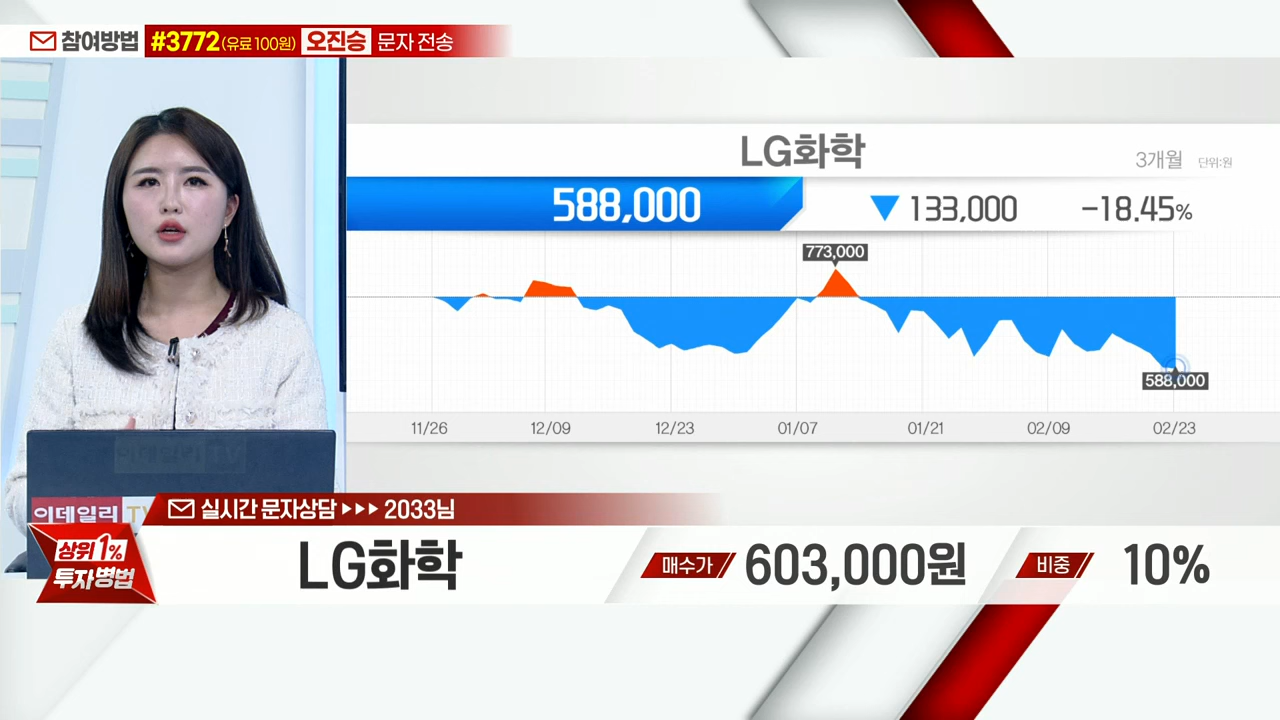 참여방법 #3772 (유료 100원) 오진승 문자 전송
LG화학
3개월 단위:원
588,000 ▼ 133,000 -18.45%
773,000
588,000
11/26 12/09 12/23 01/07 01/21 02/09 02/23
이데일리 TV
실시간 문자상담 ▶▶▶ 2033님
상위 1%
투자병법
LG화학 매수가 603,000원 비중 10%